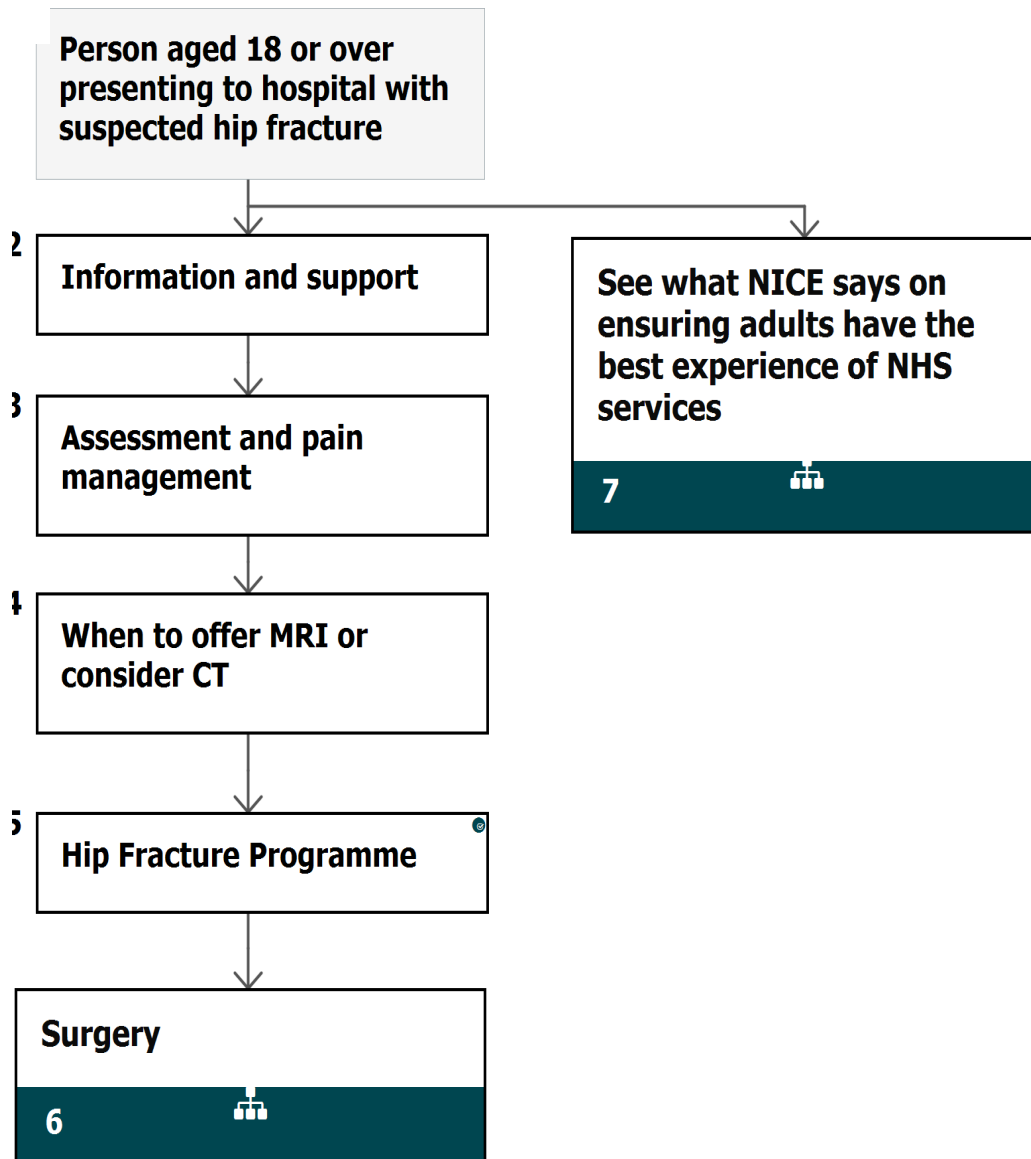 Person aged 18 or over
presenting to hospital with
suspected hip fracture
2
Information and support
3
Assessment and pain
management
4
When to offer MRI or
consider CT
5
Hip Fracture Programme
Surgery
6
See what NICE says on
ensuring adults have the
best experience of NHS
services
7